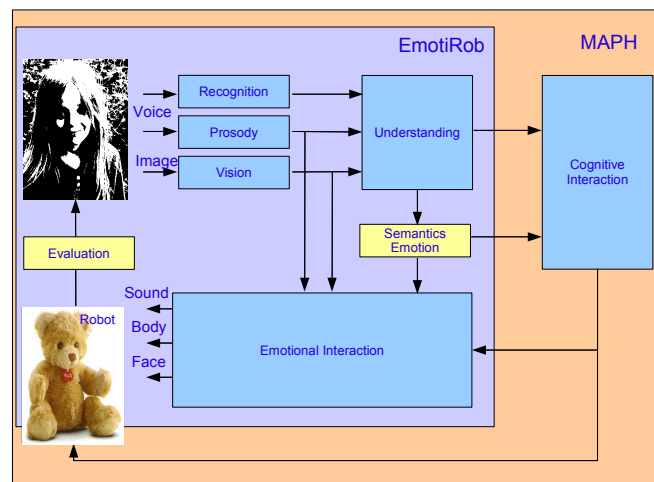 EmotiRob
MAPH
Recognition
Voice
Prosody
Understanding
Image
Vision
Cognitive
Interaction
Semantics
Emotion
Evaluation
Sound
Robot
Body
Emotional Interaction
Face